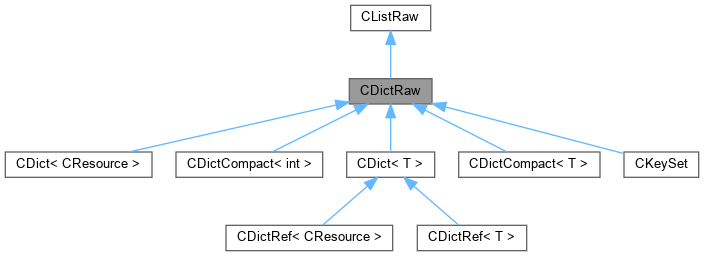 CListRaw
CDictRaw
CDict< CResource >
CDictCompact< int >
CDict< T >
CDictCompact< T >
CKeySet
CDictRef< CResource >
CDictRef< T >